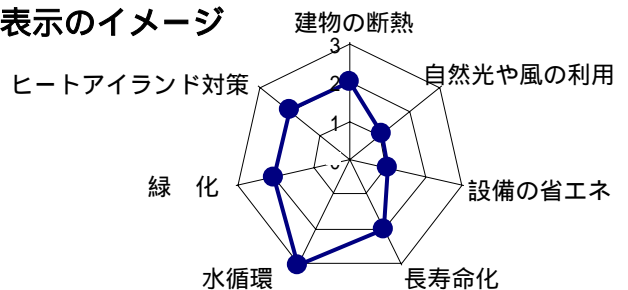 表示のイメージ
建物の断熱
自然光や風の利用
設備の省エネ
長寿命化
水循環
緑　化
ヒートアイランド対策
3
2
1
0